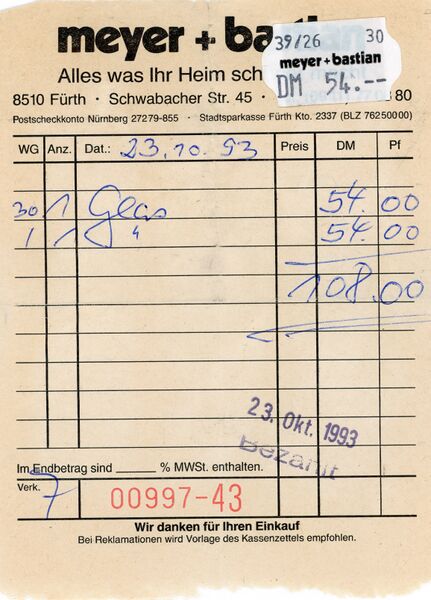 meyer + bastian
39/26 30
meyer+bastian
DM 54.--
Alles was Ihr Heim
8510 Fürth · Schwabacher Str. 45 · 80
Postscheckkonto Nürnberg 27279-855 · Stadtsparkasse Fürth Kto. 2337 (BLZ 76250000)
WG Anz. Dat.: 23.10.93 Preis DM Pf
30 1 Glas 54.00
1 1 " 54.00
108.00
23. Okt. 1993
Bezahlt
Im Endbetrag sind _____ % MWSt. enthalten.
Verk. 7 00997-43
Wir danken für Ihren Einkauf
Bei Reklamationen wird Vorlage des Kassenzettels empfohlen.